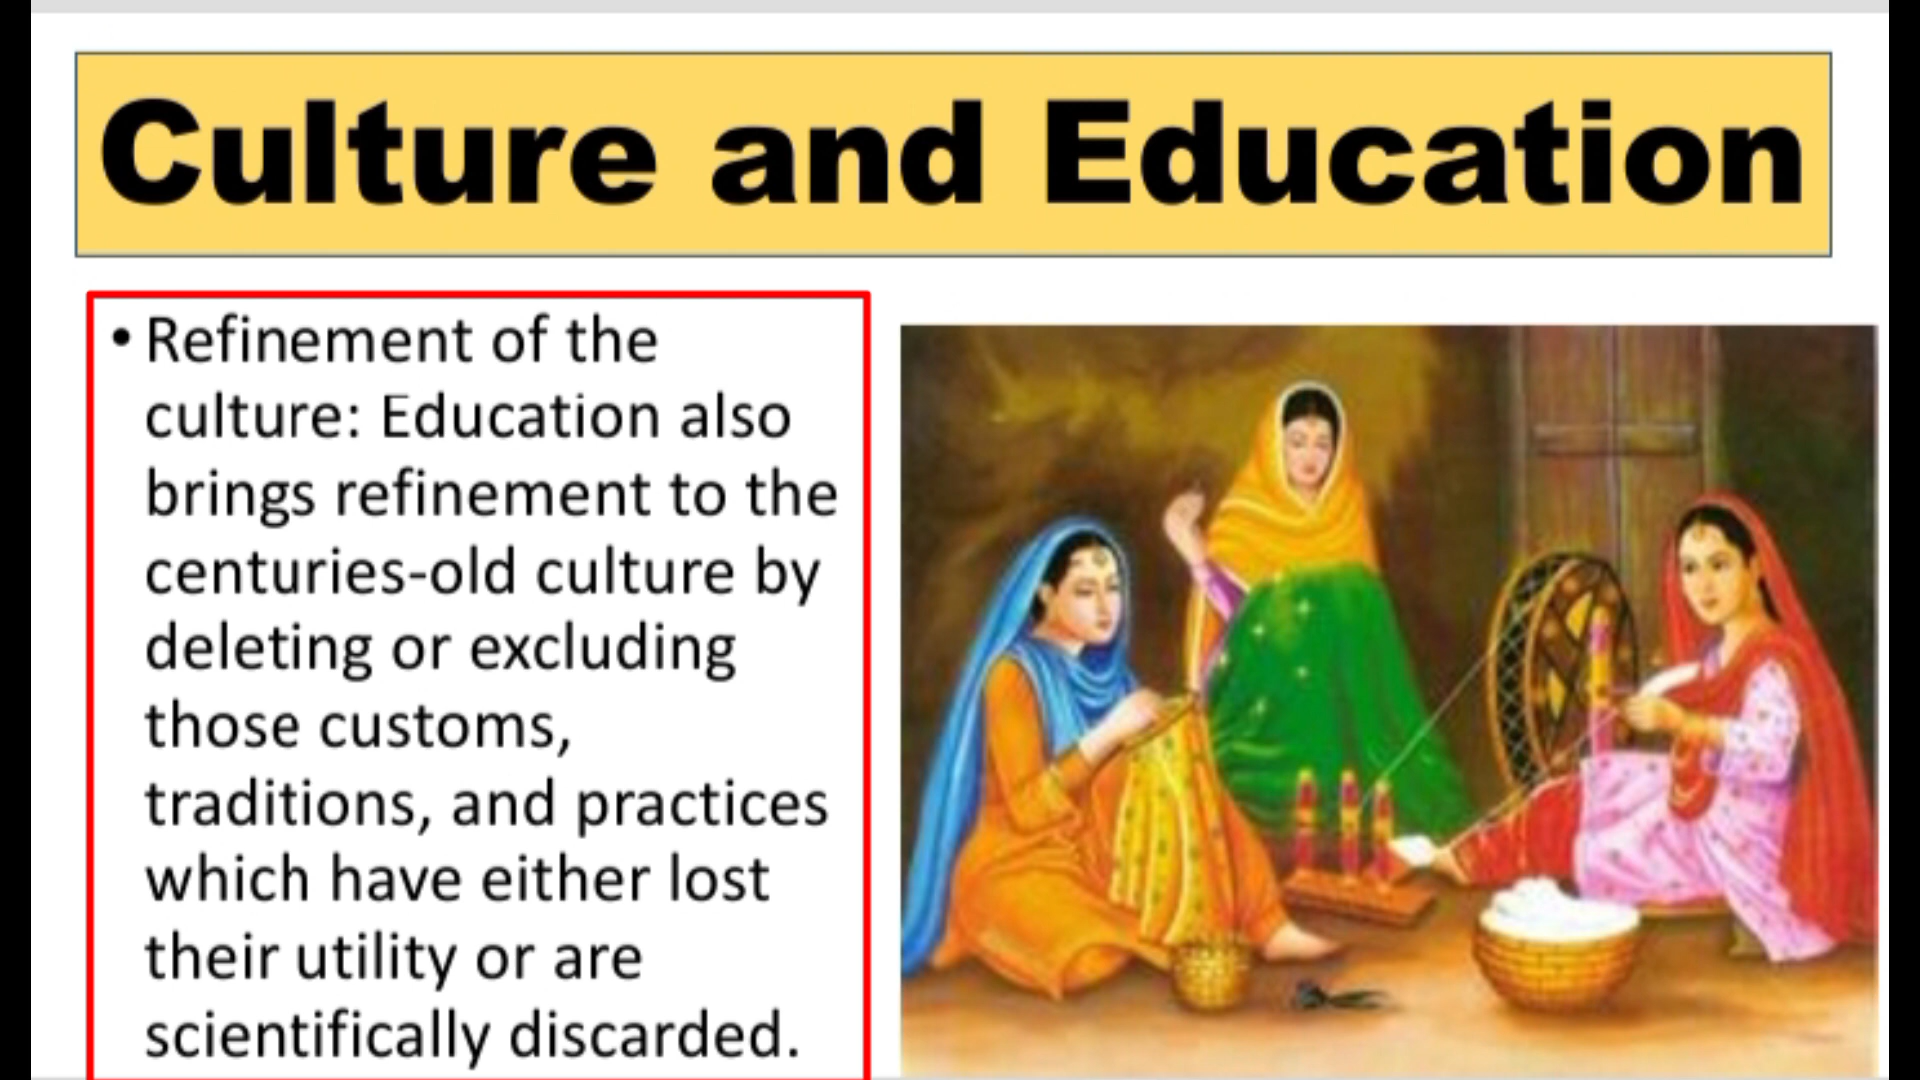 Culture and Education
• Refinement of the
culture: Education also
brings refinement to the
centuries-old culture by
deleting or excluding
those customs,
traditions, and practices
which have either lost
their utility or are
scientifically discarded.